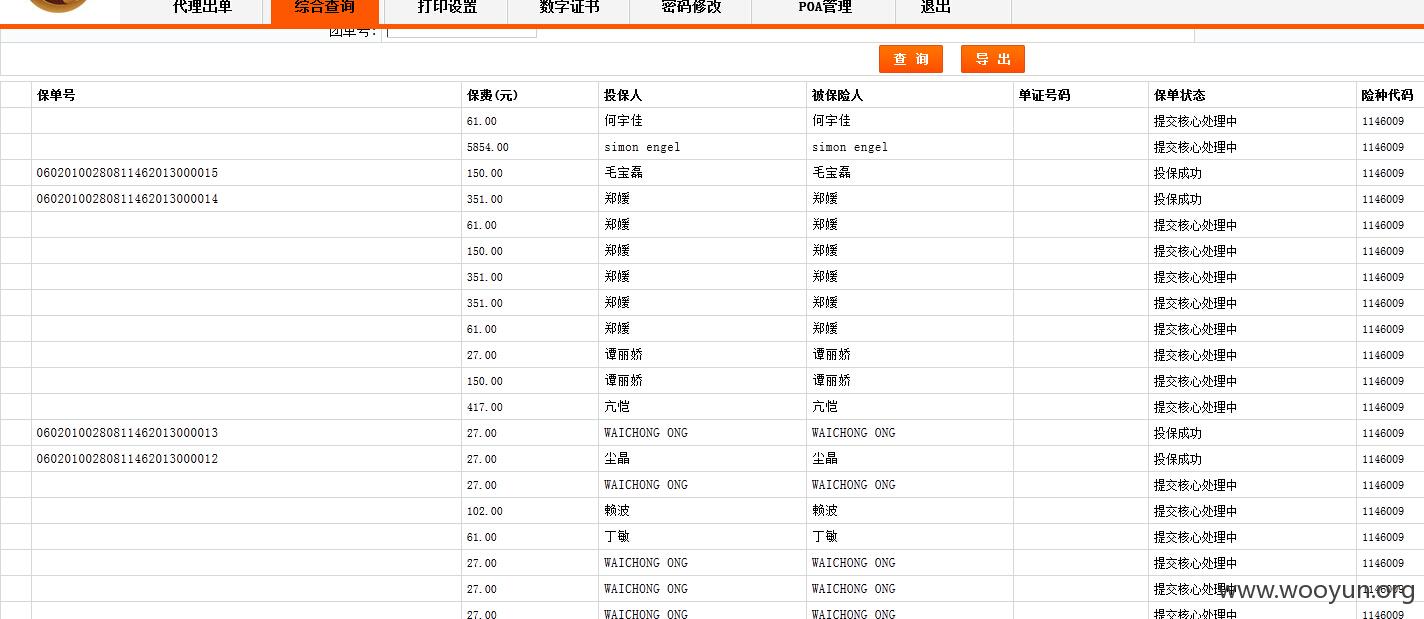 代理出单 综合查询 打印设置 数字证书 密码修改 POA管理 退出
团单号:
查 询 导 出
保单号 保费(元) 投保人 被保险人 单证号码 保单状态 险种代码
61.00 何宇佳 何宇佳 提交核心处理中 1146009
5854.00 simon engel simon engel 提交核心处理中 1146009
06020100280811462013000015 150.00 毛宝磊 毛宝磊 投保成功 1146009
06020100280811462013000014 351.00 郑媛 郑媛 投保成功 1146009
61.00 郑媛 郑媛 提交核心处理中 1146009
150.00 郑媛 郑媛 提交核心处理中 1146009
351.00 郑媛 郑媛 提交核心处理中 1146009
351.00 郑媛 郑媛 提交核心处理中 1146009
61.00 郑媛 郑媛 提交核心处理中 1146009
27.00 谭丽娇 谭丽娇 提交核心处理中 1146009
150.00 谭丽娇 谭丽娇 提交核心处理中 1146009
417.00 亢恺 亢恺 提交核心处理中 1146009
06020100280811462013000013 27.00 WAICHONG ONG WAICHONG ONG 投保成功 1146009
06020100280811462013000012 27.00 尘晶 尘晶 投保成功 1146009
27.00 WAICHONG ONG WAICHONG ONG 提交核心处理中 1146009
102.00 赖波 赖波 提交核心处理中 1146009
61.00 丁敏 丁敏 提交核心处理中 1146009
27.00 WAICHONG ONG WAICHONG ONG 提交核心处理中 1146009
27.00 WAICHONG ONG WAICHONG ONG 提交核心处理中 1146009
www.wooyun.org
27.00 WAICHONG ONG WAICHONG ONG 提交核心处理中 1146009